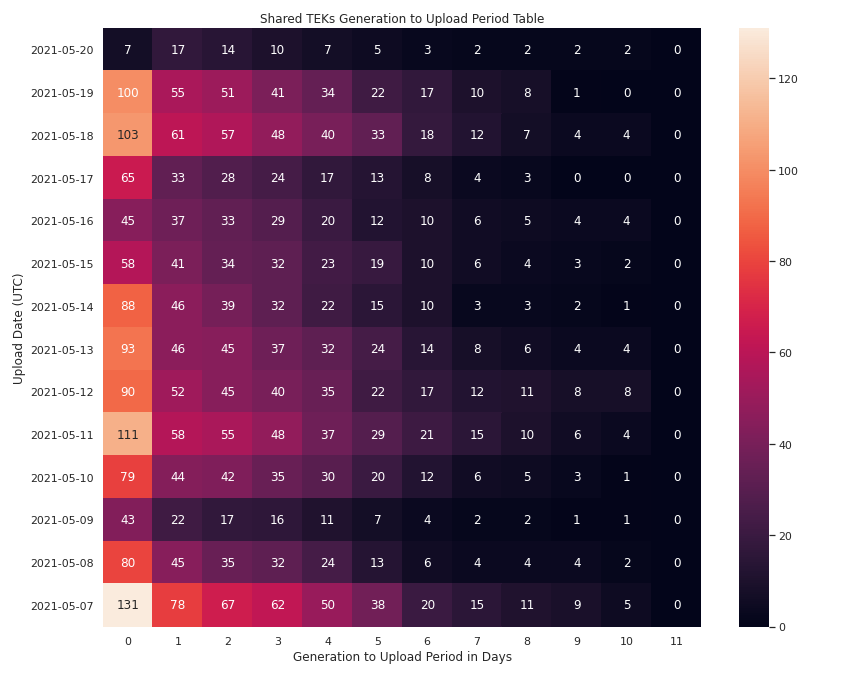 Shared TEKs Generation to Upload Period Table
2021-05-20 7 17 14 10 7 5 3 2 2 2 2 0
2021-05-19 100 55 51 41 34 22 17 10 8 1 0 0
2021-05-18 103 61 57 48 40 33 18 12 7 4 4 0
2021-05-17 65 33 28 24 17 13 8 4 3 0 0 0
2021-05-16 45 37 33 29 20 12 10 6 5 4 4 0
2021-05-15 58 41 34 32 23 19 10 6 4 3 2 0
2021-05-14 88 46 39 32 22 15 10 3 3 2 1 0
2021-05-13 93 46 45 37 32 24 14 8 6 4 4 0
2021-05-12 90 52 45 40 35 22 17 12 11 8 8 0
2021-05-11 111 58 55 48 37 29 21 15 10 6 4 0
2021-05-10 79 44 42 35 30 20 12 6 5 3 1 0
2021-05-09 43 22 17 16 11 7 4 2 2 1 1 0
2021-05-08 80 45 35 32 24 13 6 4 4 4 2 0
2021-05-07 131 78 67 62 50 38 20 15 11 9 5 0
0 1 2 3 4 5 6 7 8 9 10 11
Generation to Upload Period in Days
Upload Date (UTC)
120
100
80
60
40
20
0